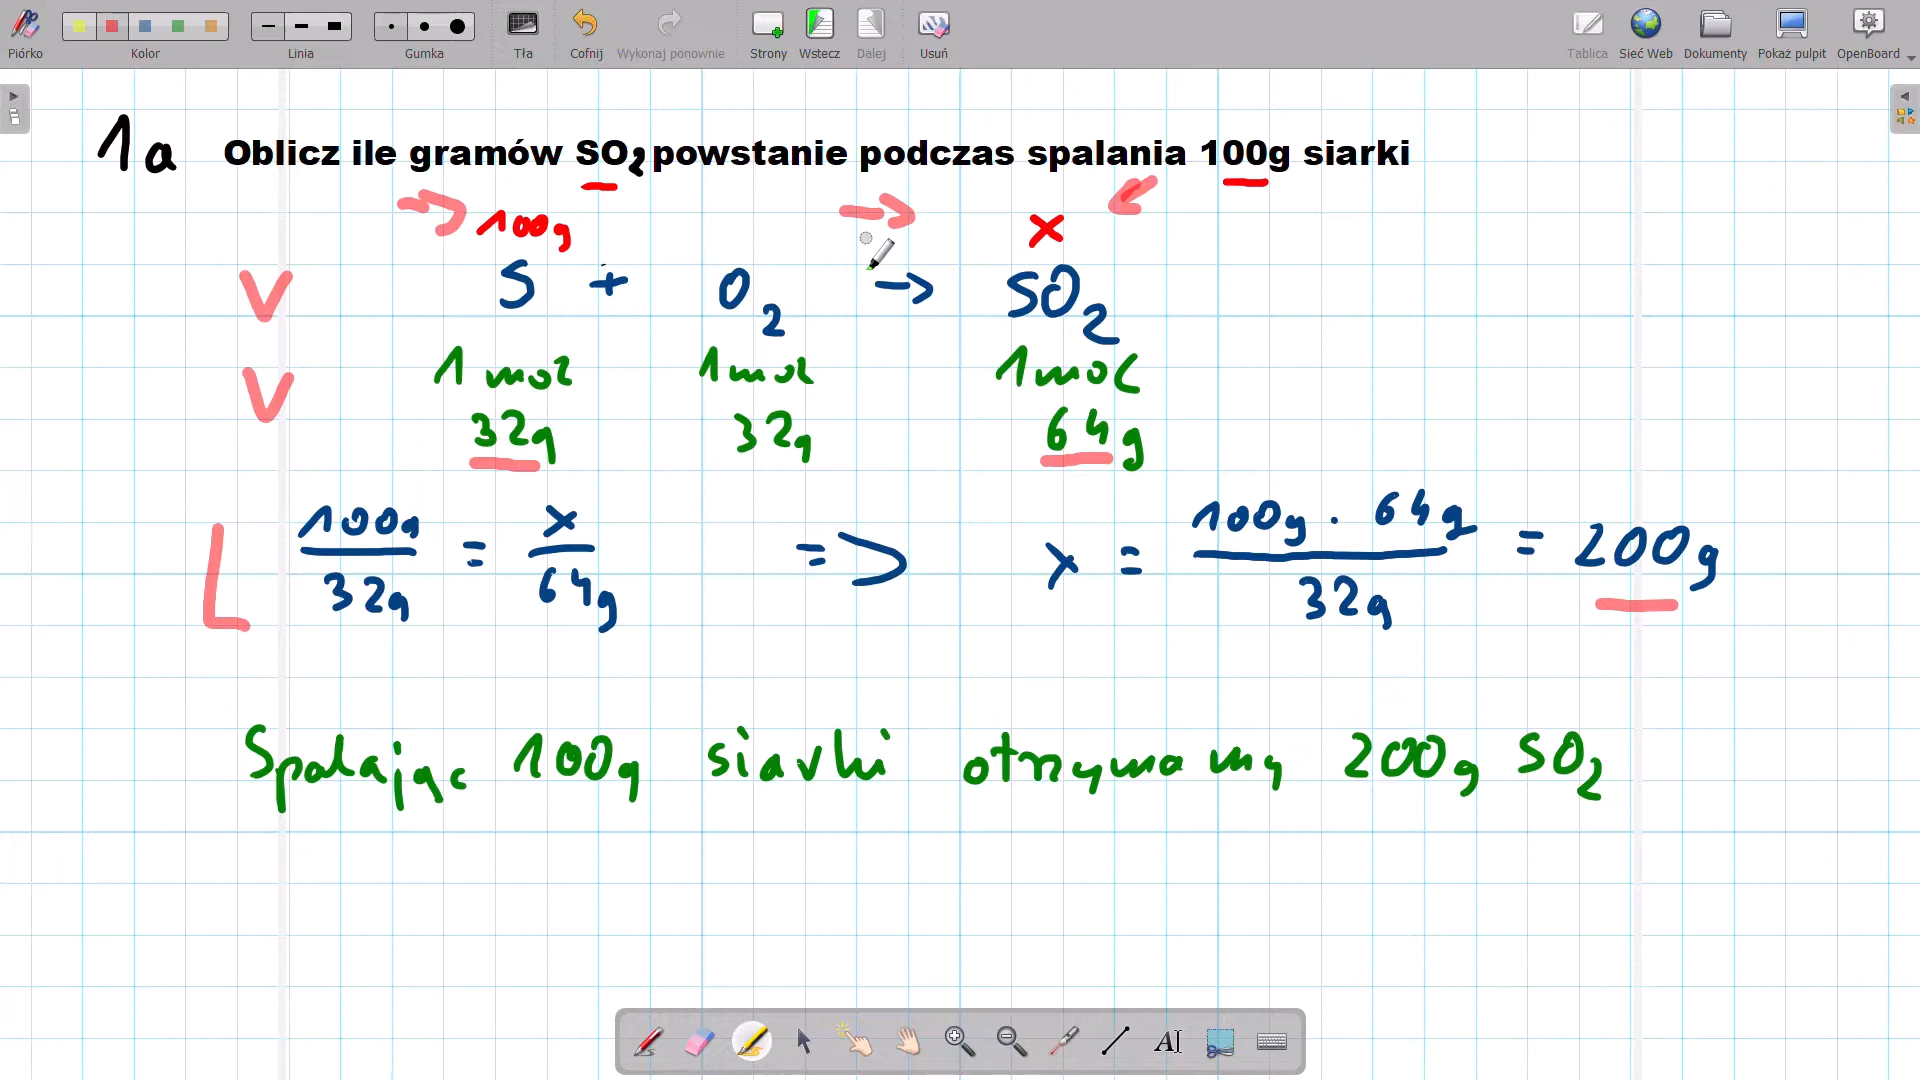 Piórko Kolor Linia Gumka Tła Cofnij Wykonaj ponownie Strony Wstecz Dalej Usuń Tablica Sieć Web Dokumenty Pokaż pulpit OpenBoard
1a Oblicz ile gramów SO2 powstanie podczas spalania 100g siarki
100g x
V S + O2 → SO2
V 1 mol 1 mol 1 mol
32g 32g 64g
100g/32g = x/64g => x = 100g · 64g/32g = 200g
Spalając 100g siarki otrzymamy 200g SO2